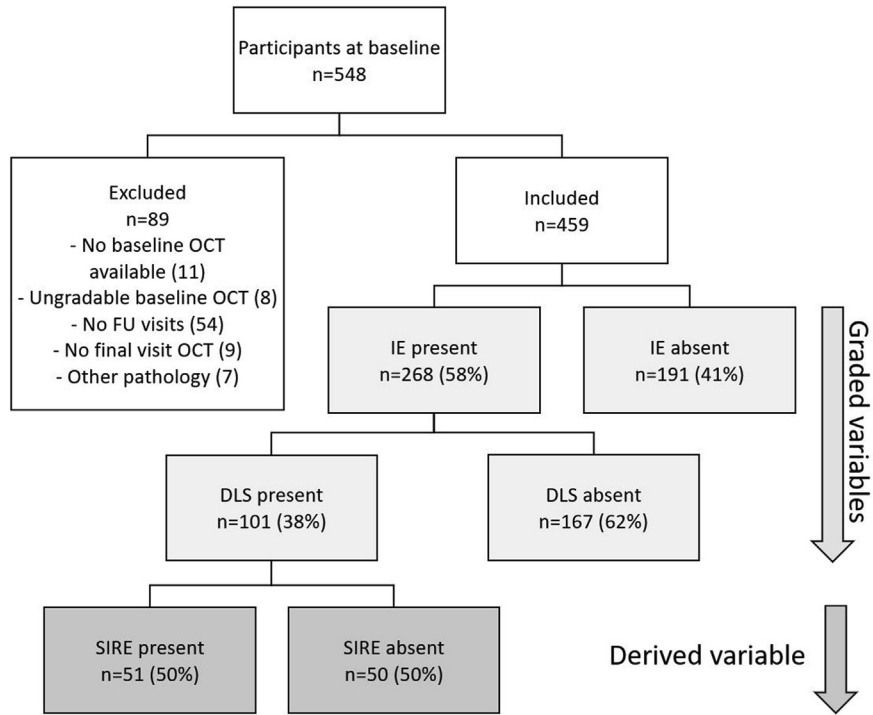 Participants at baseline
n=548
Excluded
n=89
- No baseline OCT
available (11)
- Ungradable baseline OCT (8)
- No FU visits (54)
- No final visit OCT (9)
- Other pathology (7)
Included
n=459
IE present
n=268 (58%)
IE absent
n=191 (41%)
Graded variables
DLS present
n=101 (38%)
DLS absent
n=167 (62%)
SIRE present
n=51 (50%)
SIRE absent
n=50 (50%)
Derived variable